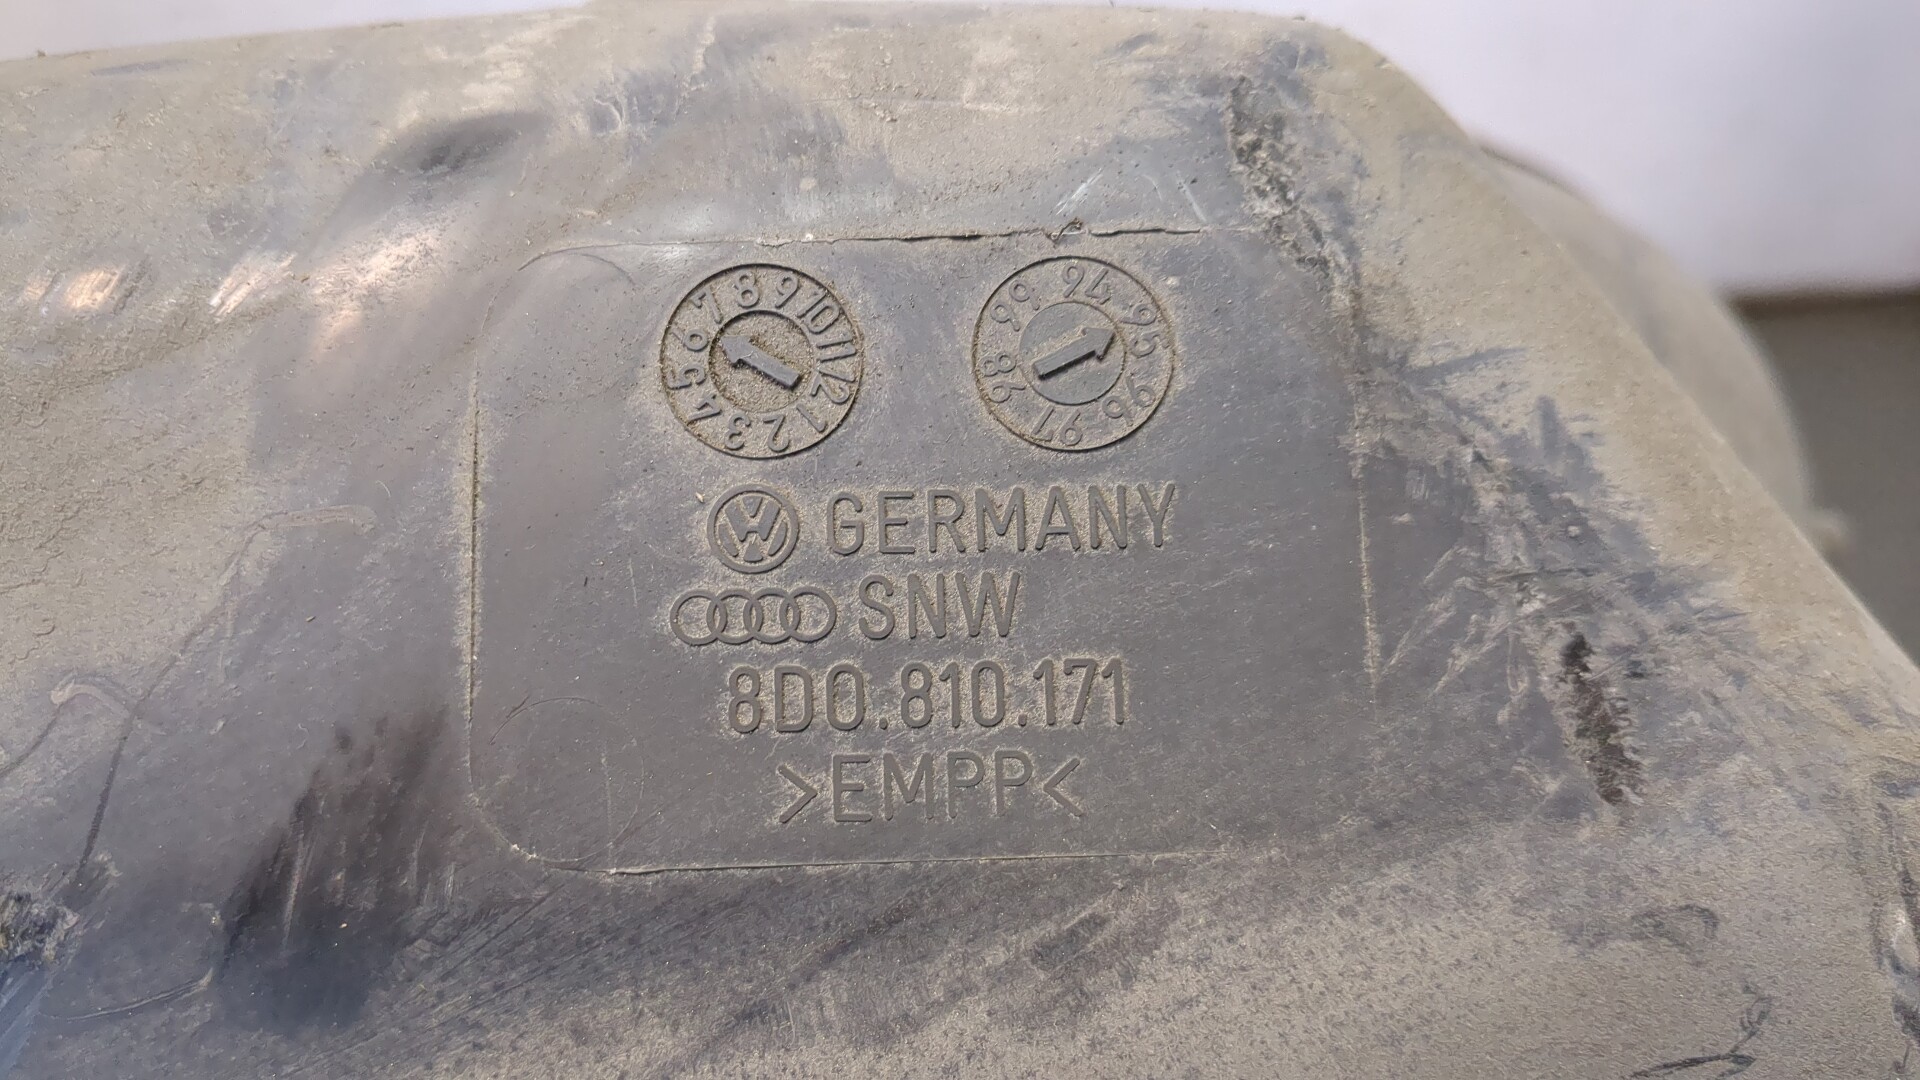 1 2 3 4 5 6 7 8 9 10 11 12
94 95 96 97 98 99
GERMANY
SNW
8D0.810.171
>EMPP<